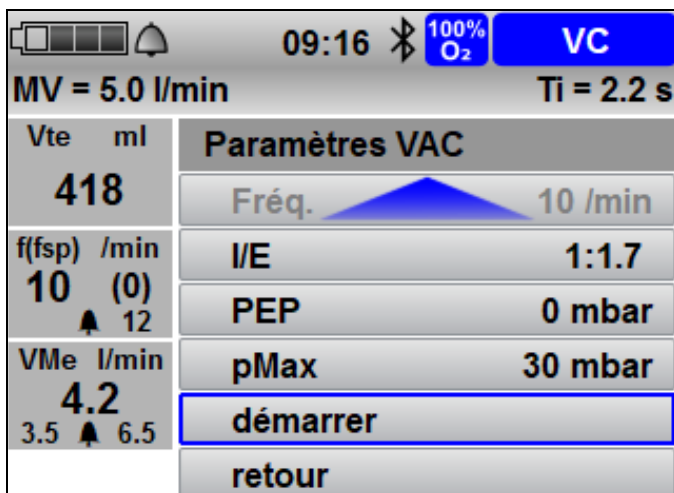 09:16 100% O₂ VC
MV = 5.0 l/min Ti = 2.2 s
Vte ml
418
f(fsp) /min
10 (0)
12
VMe l/min
4.2
3.5 6.5
Paramètres VAC
Fréq. 10 /min
I/E 1:1.7
PEP 0 mbar
pMax 30 mbar
démarrer
retour